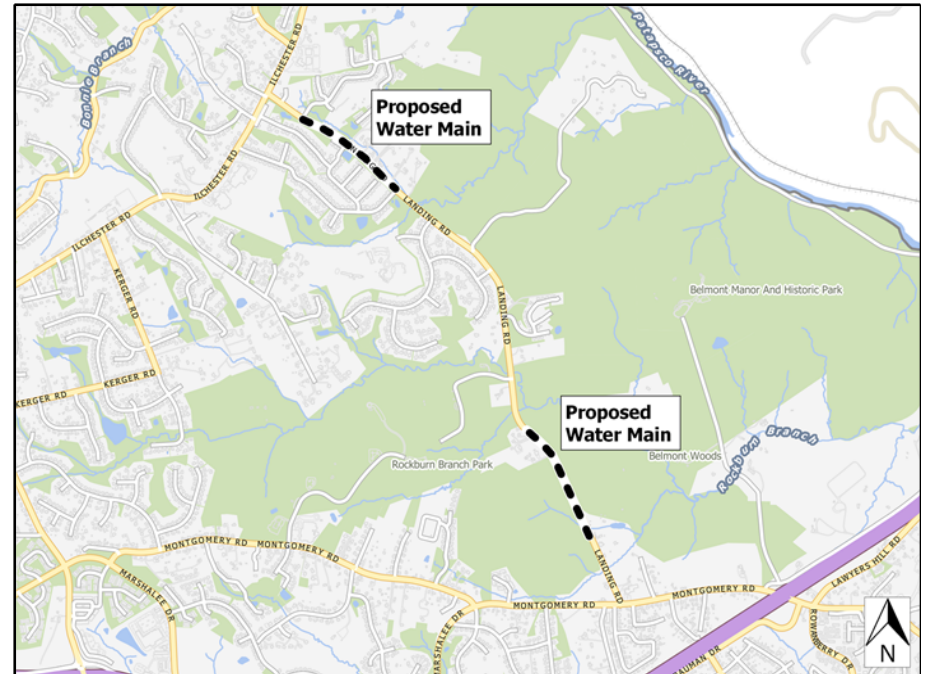 Bonnie Branch
ILCHESTER RD
Patapsco River
Proposed
Water Main
ILCHESTER RD
LANDING RD
ILCHESTER RD
KERGER RD
LANDING RD
Belmont Manor And Historic Park
KERGER RD
KERGER RD
Proposed
Water Main
Rockburn Branch Park
Belmont Woods
Rockburn Branch
MONTGOMERY RD
MONTGOMERY RD
LANDING RD
LAWYERS HILL RD
MARSHALEE DR
MONTGOMERY RD
MONTGOMERY RD
MARSHALEE DR
ROWANBERRY DR
BAUMAN DR
N